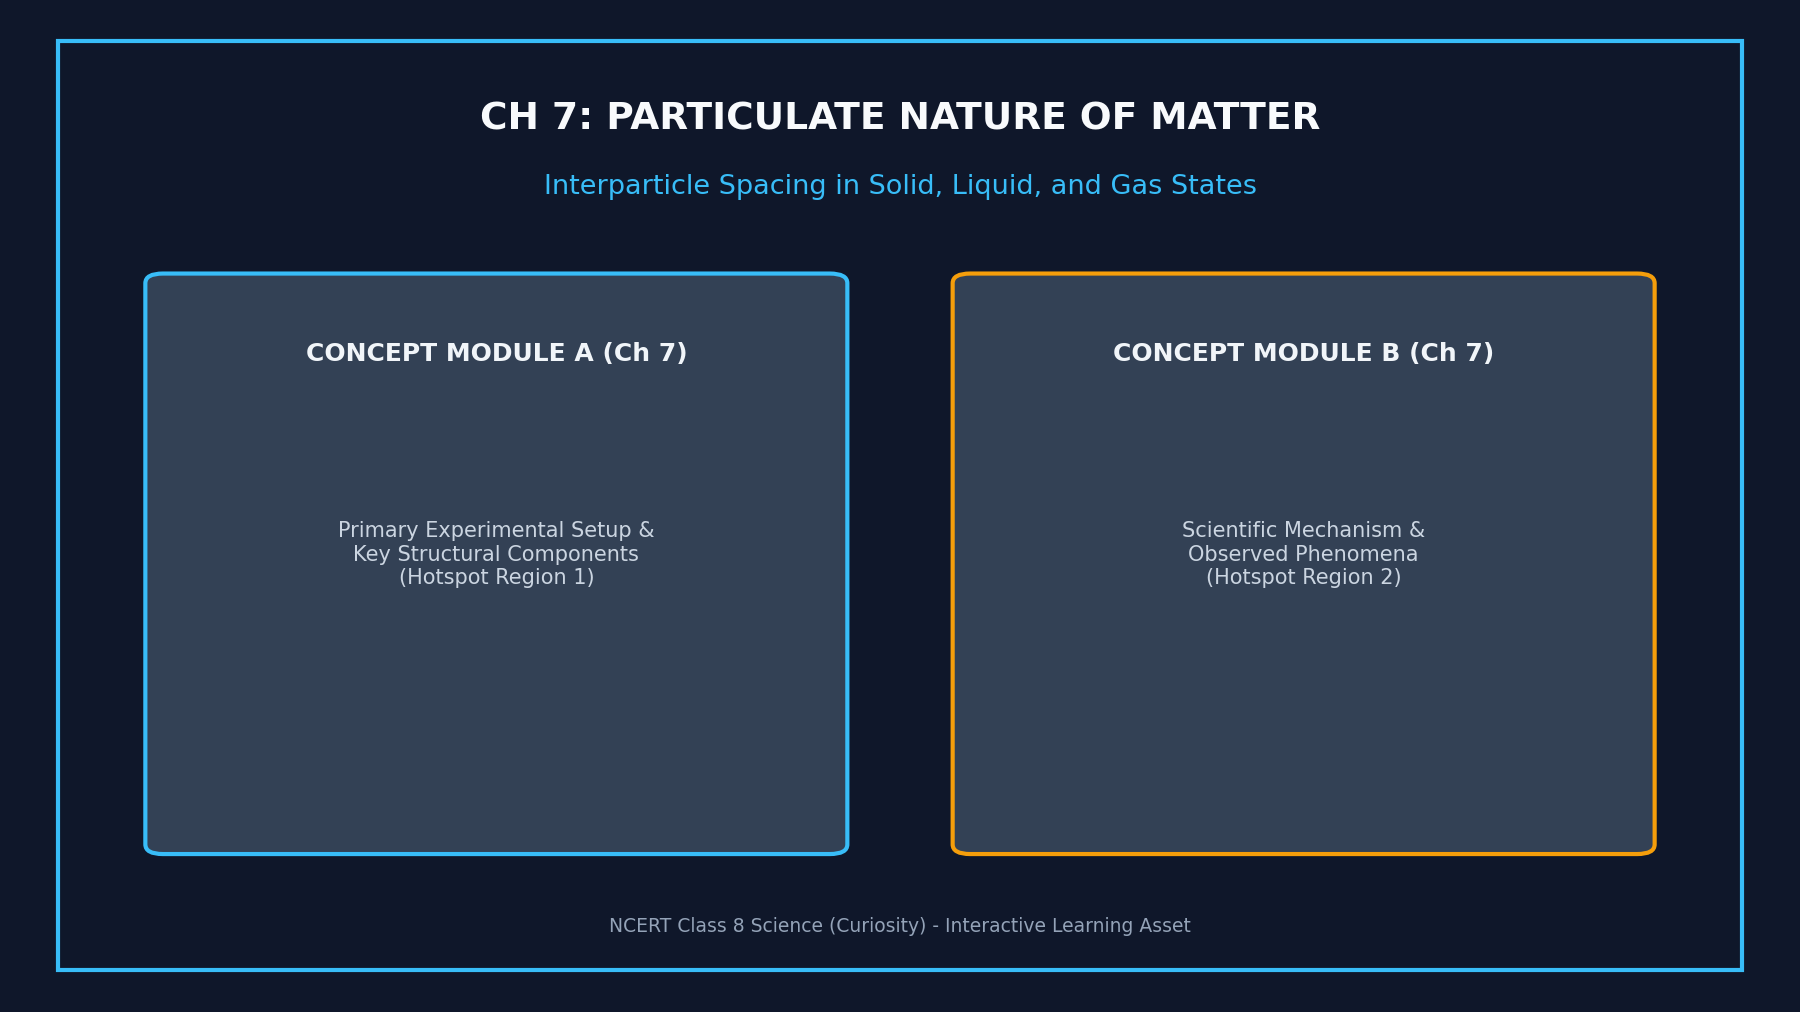 CH 7: PARTICULATE NATURE OF MATTER
Interparticle Spacing in Solid, Liquid, and Gas States
CONCEPT MODULE A (Ch 7)
Primary Experimental Setup &
Key Structural Components
(Hotspot Region 1)
CONCEPT MODULE B (Ch 7)
Scientific Mechanism &
Observed Phenomena
(Hotspot Region 2)
NCERT Class 8 Science (Curiosity) - Interactive Learning Asset